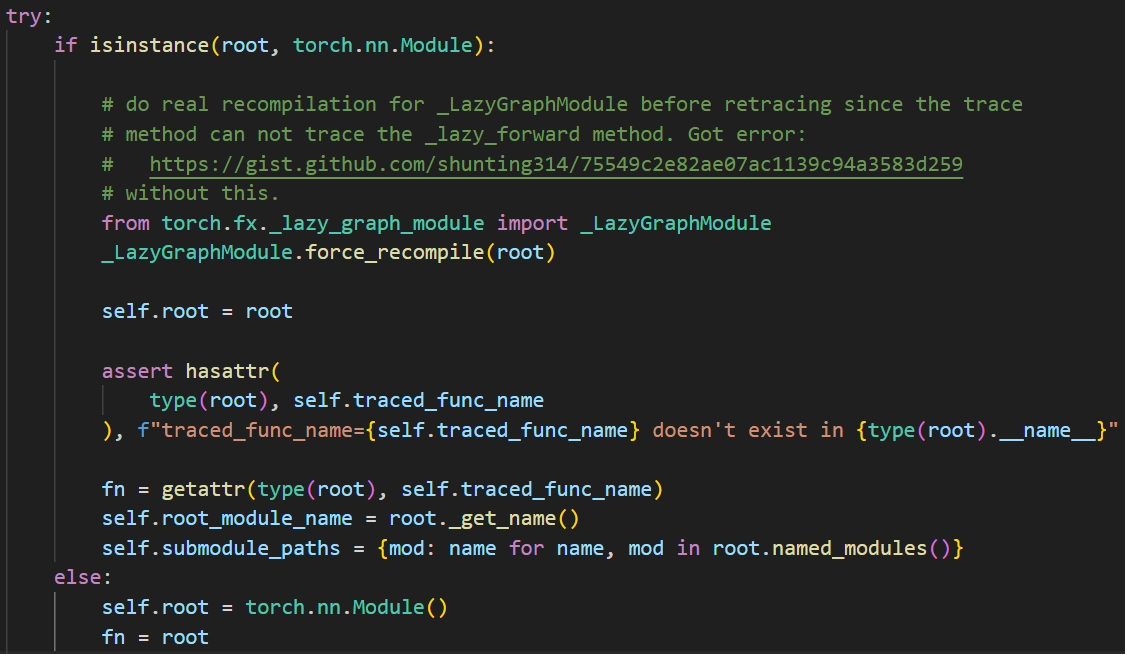 try:
    if isinstance(root, torch.nn.Module):

        # do real recompilation for _LazyGraphModule before retracing since the trace
        # method can not trace the _lazy_forward method. Got error:
        #   https://gist.github.com/shunting314/75549c2e82ae07ac1139c94a3583d259
        # without this.
        from torch.fx._lazy_graph_module import _LazyGraphModule
        _LazyGraphModule.force_recompile(root)

        self.root = root

        assert hasattr(
            type(root), self.traced_func_name
        ), f"traced_func_name={self.traced_func_name} doesn't exist in {type(root).__name__}"

        fn = getattr(type(root), self.traced_func_name)
        self.root_module_name = root._get_name()
        self.submodule_paths = {mod: name for name, mod in root.named_modules()}
    else:
        self.root = torch.nn.Module()
        fn = root